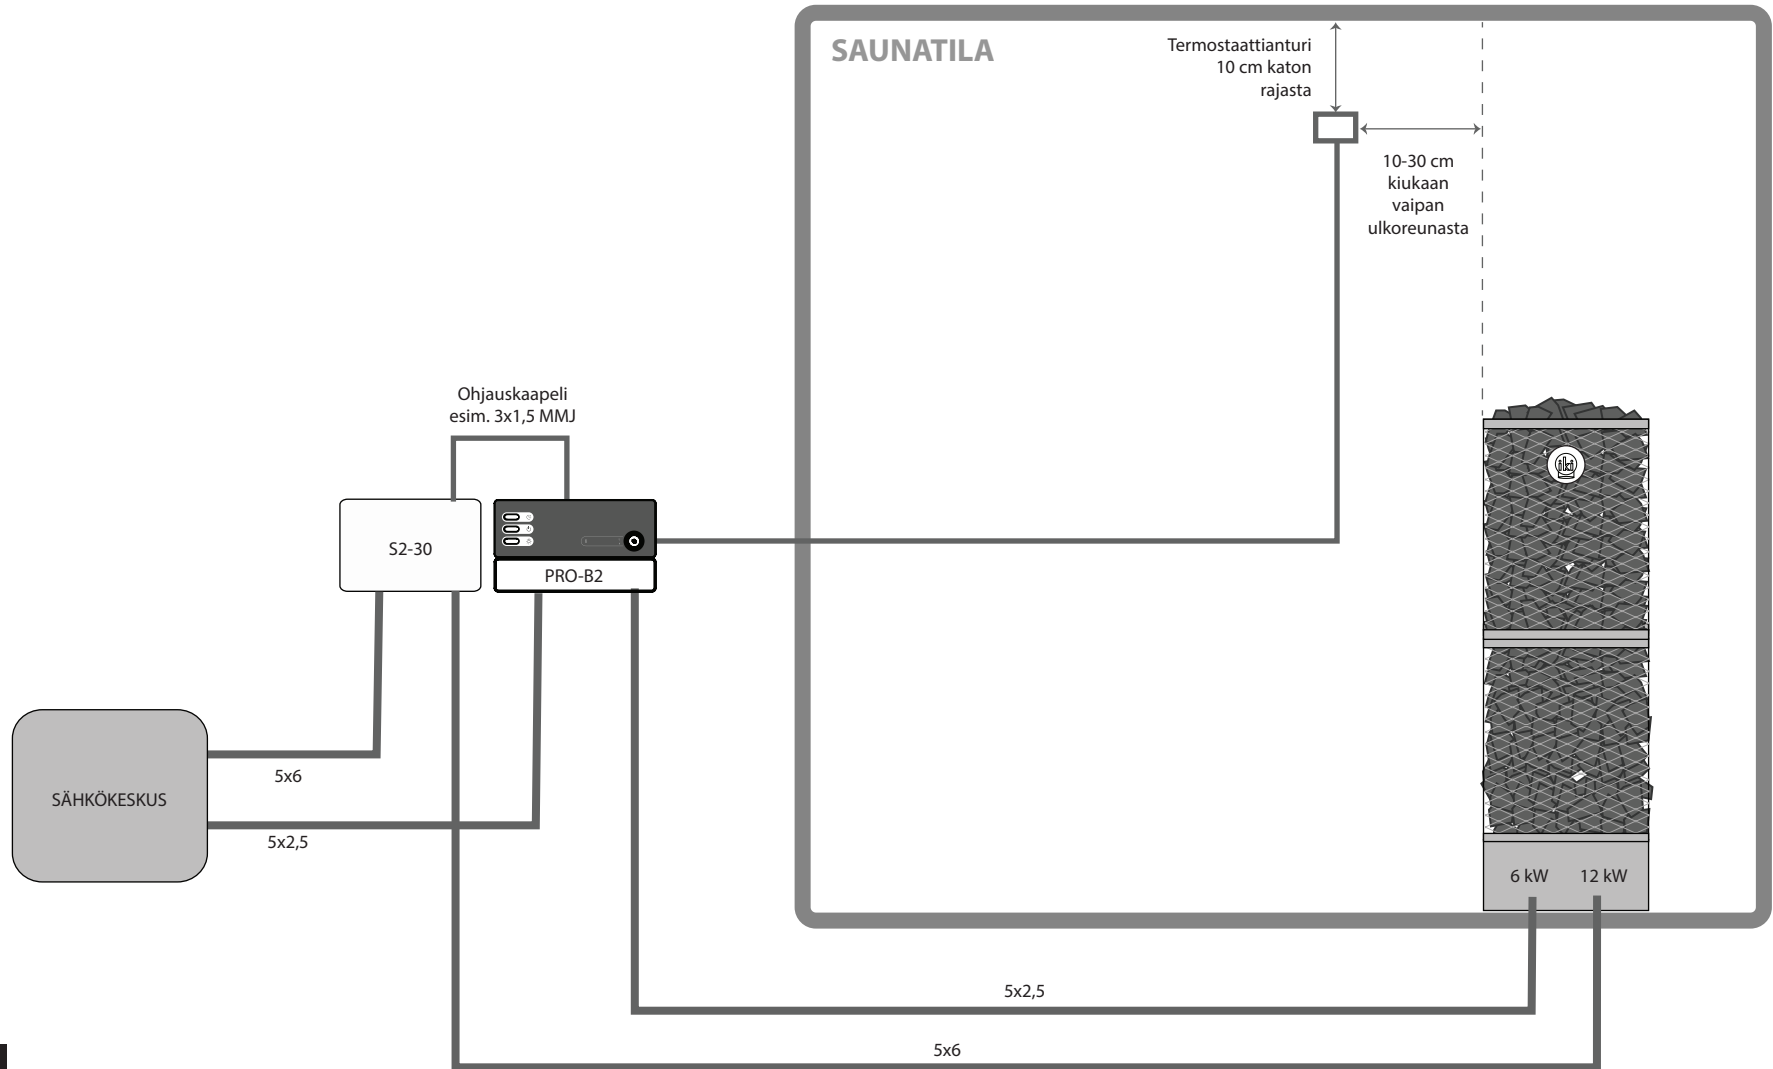 SAUNATILA
Termostaattianturi
10 cm katon
rajasta
10-30 cm
kiukaan
vaipan
ulkoreunasta
Ohjauskaapeli
esim. 3x1,5 MMJ
S2-30
PRO-B2
iki
SÄHKÖKESKUS
5x6
5x2,5
6 kW
12 kW
5x2,5
5x6